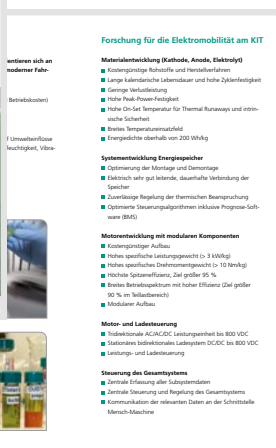 entieren sich an
moderner Fahr-
Betriebskosten)
f Umwelteinflüsse
feuchtigkeit, Vibra-
Forschung für die Elektromobilität am KIT
Materialentwicklung (Kathode, Anode, Elektrolyt)
Kostengünstige Rohstoffe und Herstellverfahren
Lange kalendarische Lebensdauer und hohe Zyklenfestigkeit
Geringe Verlustleistung
Hohe Peak-Power-Festigkeit
Hohe On-Set Temperatur für Thermal Runaways und intrin-
sische Sicherheit
Breites Temperatureinsatzfeld
Energiedichte oberhalb von 200 Wh/kg
Systementwicklung Energiespeicher
Optimierung der Montage und Demontage
Elektrisch sehr gut leitende, dauerhafte Verbindung der
Speicher
Zuverlässige Regelung der thermischen Beanspruchung
Optimierte Steuerungsalgorithmen inklusive Prognose-Soft-
ware (BMS)
Motorentwicklung mit modularen Komponenten
Kostengünstiger Aufbau
Hohes spezifisches Leistungsgewicht (> 3 kW/kg)
Hohes spezifisches Drehmomentgewicht (> 10 Nm/kg)
Höchste Spitzeneffizienz, Ziel größer 95 %
Breites Betriebsspektrum mit hoher Effizienz (Ziel größer
90 % im Teillastbereich)
Modularer Aufbau
Motor- und Ladesteuerung
Tridirektionale AC/AC/DC Leistungseinheit bis 800 VDC
Stationäres bidirektionales Ladesystem DC/DC bis 800 VDC
Leistungs- und Ladesteuerung
Steuerung des Gesamtsystems
Zentrale Erfassung aller Subsystemdaten
Zentrale Steuerung und Regelung des Gesamtsystems
Kommunikation der relevanten Daten an der Schnittstelle
Mensch-Maschine